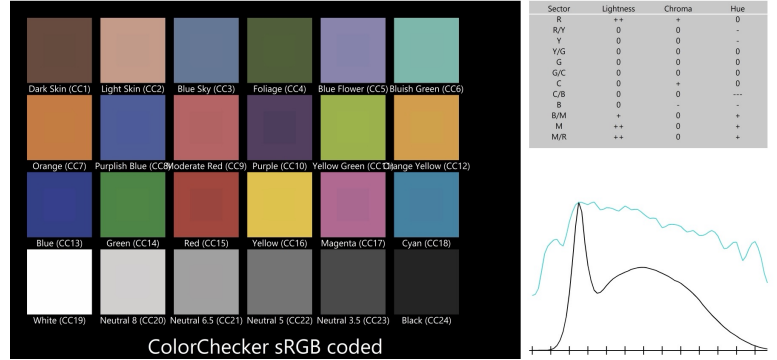 Dark Skin (CC1) Light Skin (CC2) Blue Sky (CC3) Foliage (CC4) Blue Flower (CC5) Bluish Green (CC6)
Orange (CC7) Purplish Blue (CC8) Moderate Red (CC9) Purple (CC10) Yellow Green (CC11) Orange Yellow (CC12)
Blue (CC13) Green (CC14) Red (CC15) Yellow (CC16) Magenta (CC17) Cyan (CC18)
White (CC19) Neutral 8 (CC20) Neutral 6.5 (CC21) Neutral 5 (CC22) Neutral 3.5 (CC23) Black (CC24)
ColorChecker sRGB coded
Sector Lightness Chroma Hue
R ++ + 0
R/Y 0 0 -
Y 0 0 -
Y/G 0 0 0
G 0 0 0
G/C 0 0 0
C 0 + 0
C/B 0 0 ---
B 0 - -
B/M + 0 +
M ++ 0 +
M/R ++ 0 +